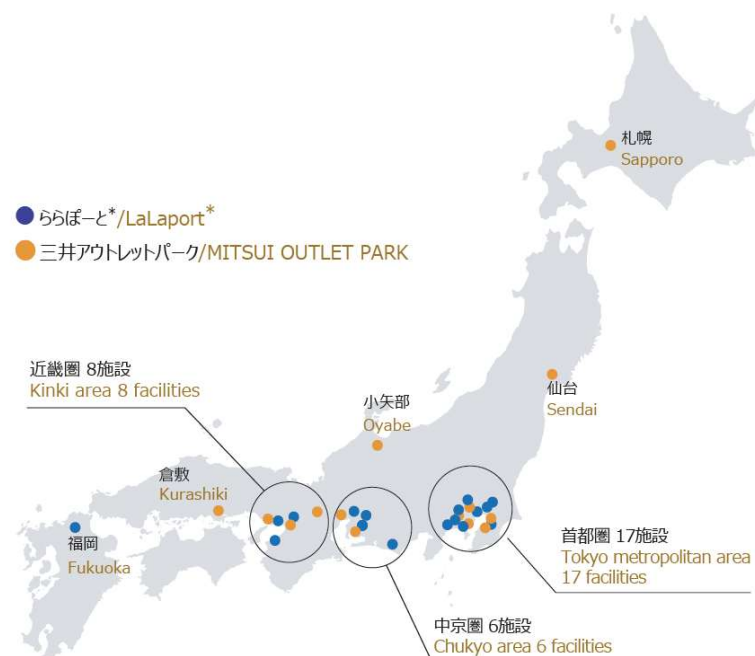 札幌
Sapporo
ららぽーと*/LaLaport*
三井アウトレットパーク/MITSUI OUTLET PARK
近畿圏 8施設
Kinki area 8 facilities
小矢部
Oyabe
仙台
Sendai
倉敷
Kurashiki
福岡
Fukuoka
首都圏 17施設
Tokyo metropolitan area
17 facilities
中京圏 6施設
Chukyo area 6 facilities